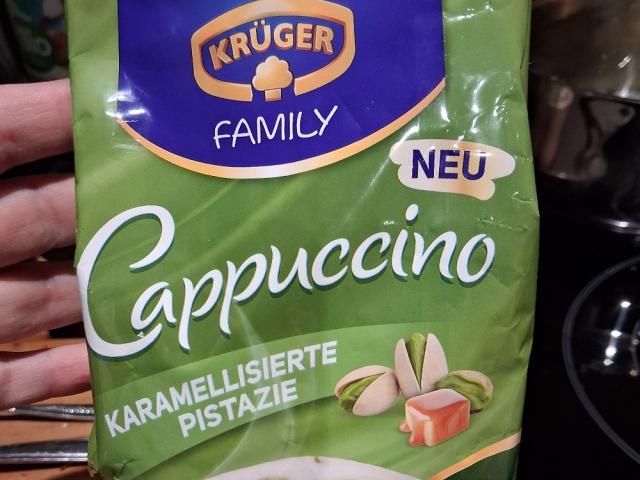 KRÜGER
FAMILY
NEU
Cappuccino
KARAMELLISIERTE
PISTAZIE